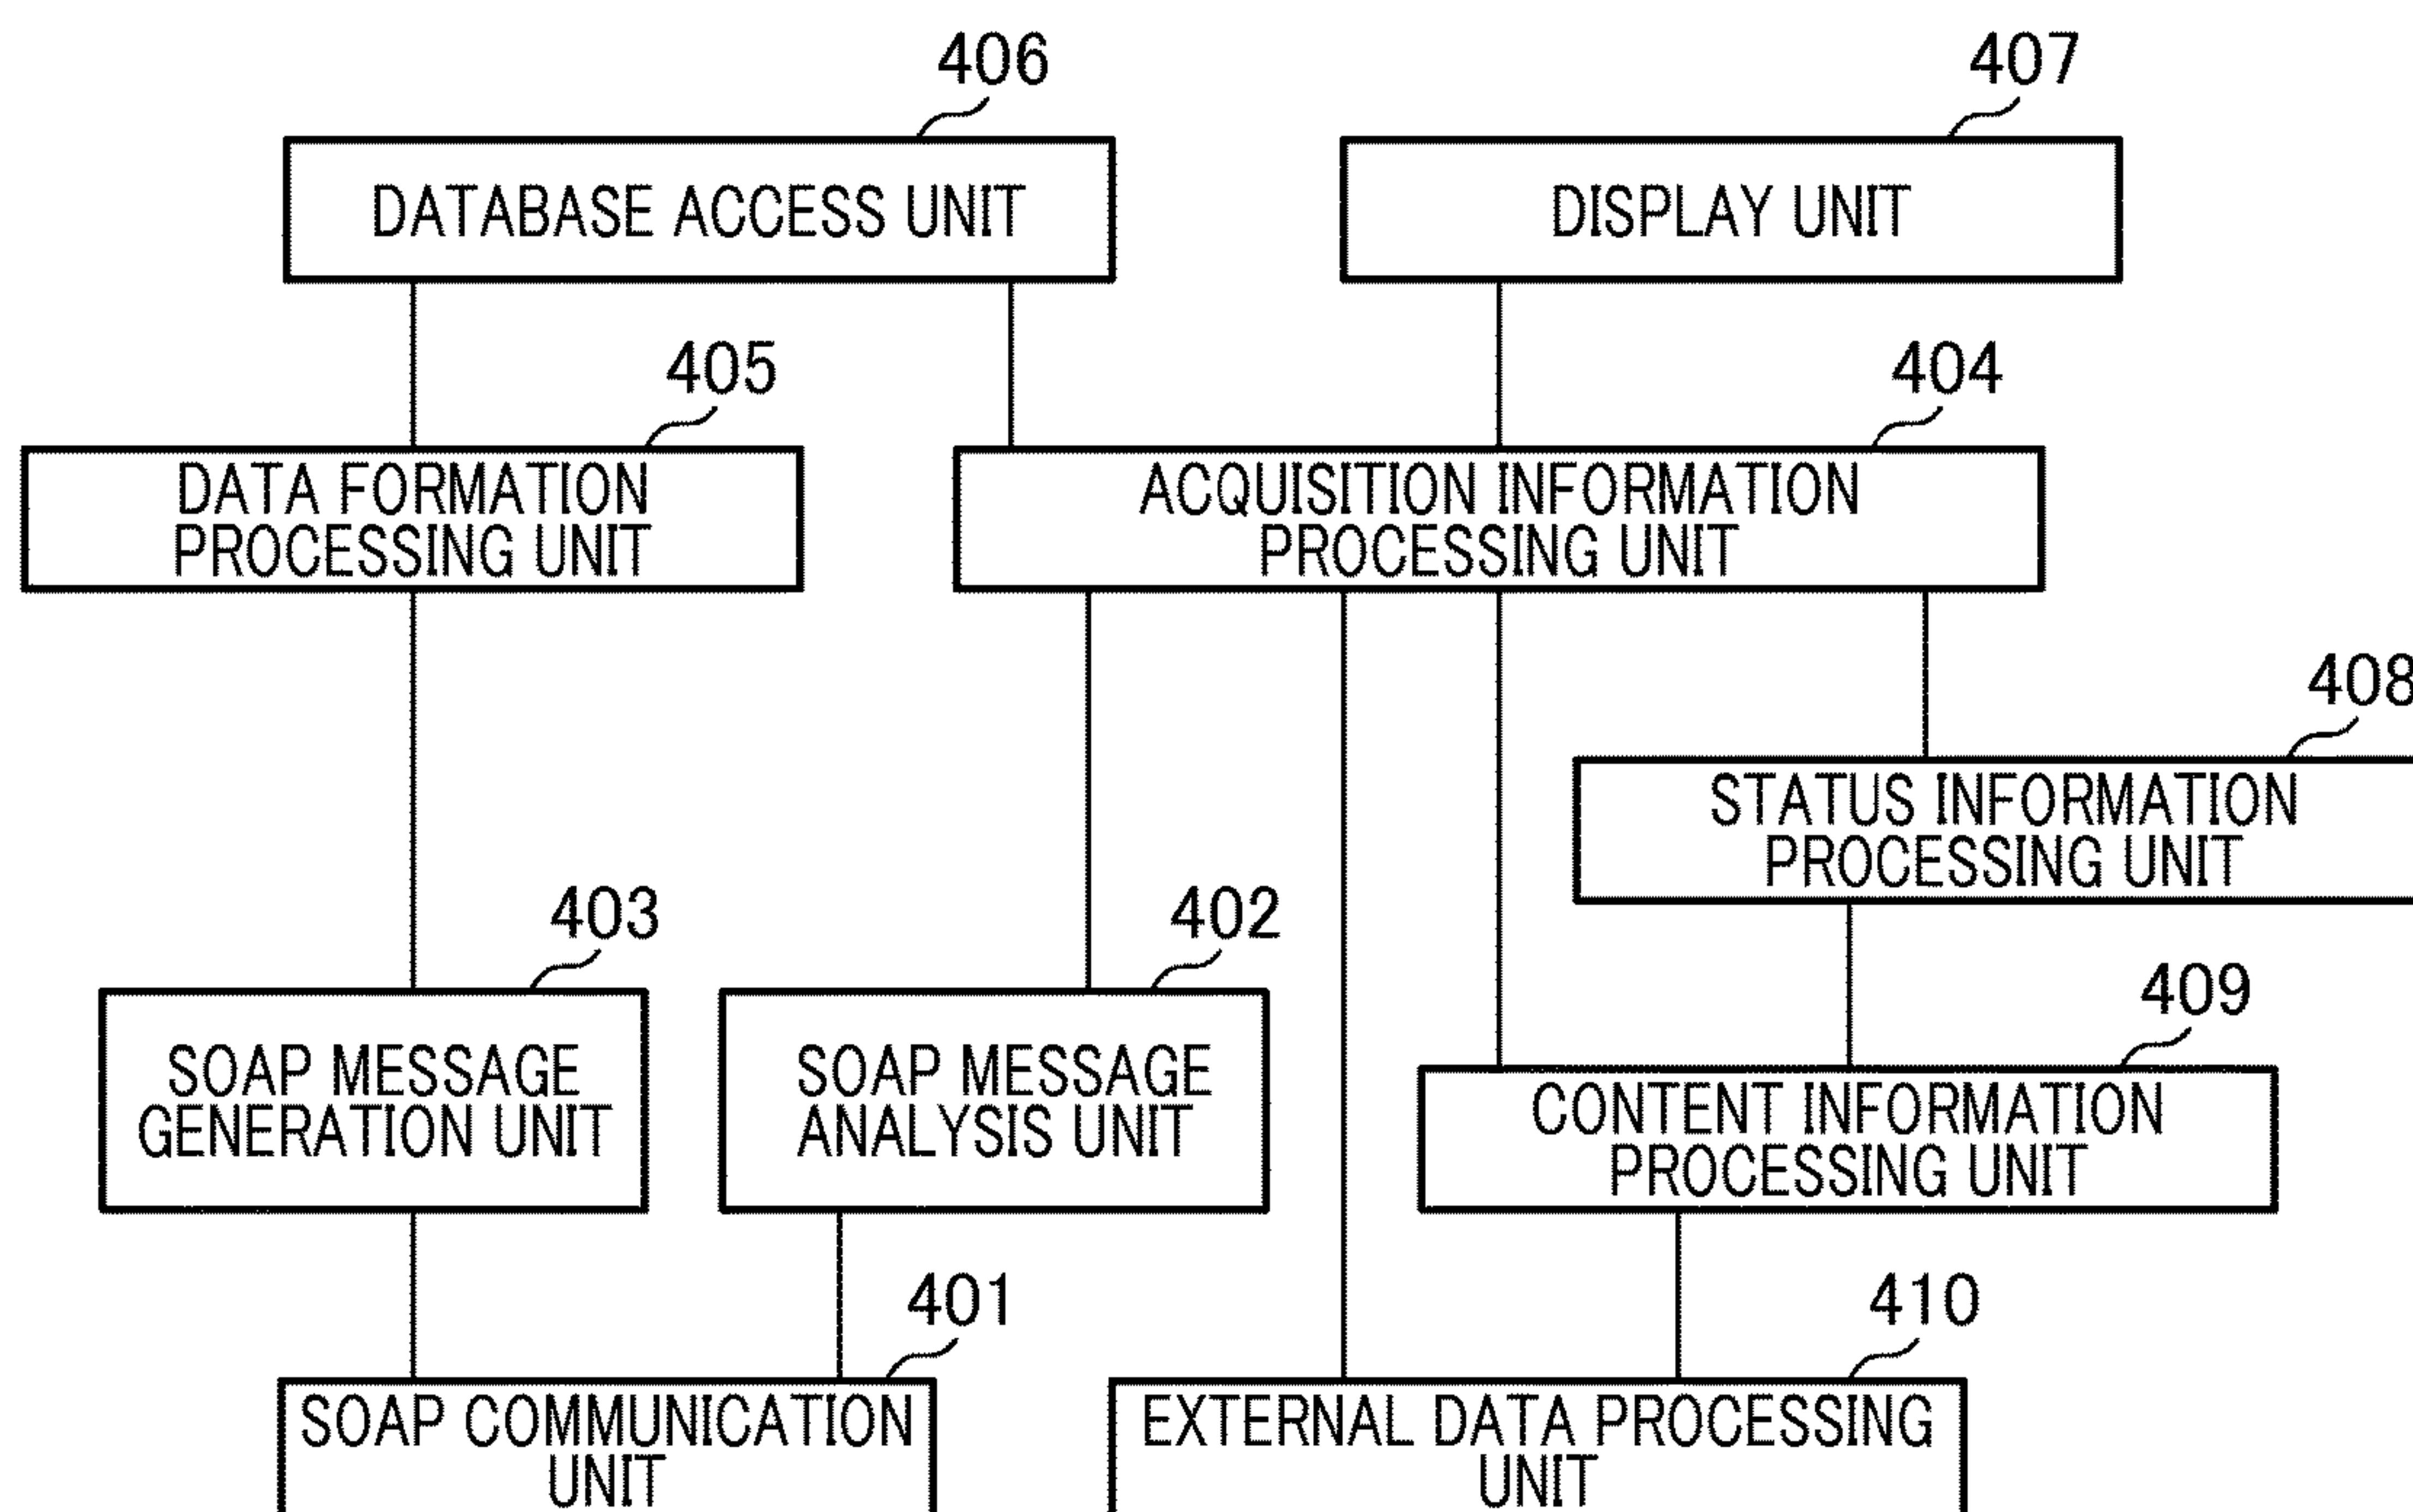 406
407
DATABASE ACCESS UNIT
DISPLAY UNIT
405
404
DATA FORMATION
PROCESSING UNIT
ACQUISITION INFORMATION
PROCESSING UNIT
408
STATUS INFORMATION
PROCESSING UNIT
403
402
409
SOAP MESSAGE
GENERATION UNIT
SOAP MESSAGE
ANALYSIS UNIT
CONTENT INFORMATION
PROCESSING UNIT
401
410
SOAP COMMUNICATION
UNIT
EXTERNAL DATA PROCESSING
UNIT